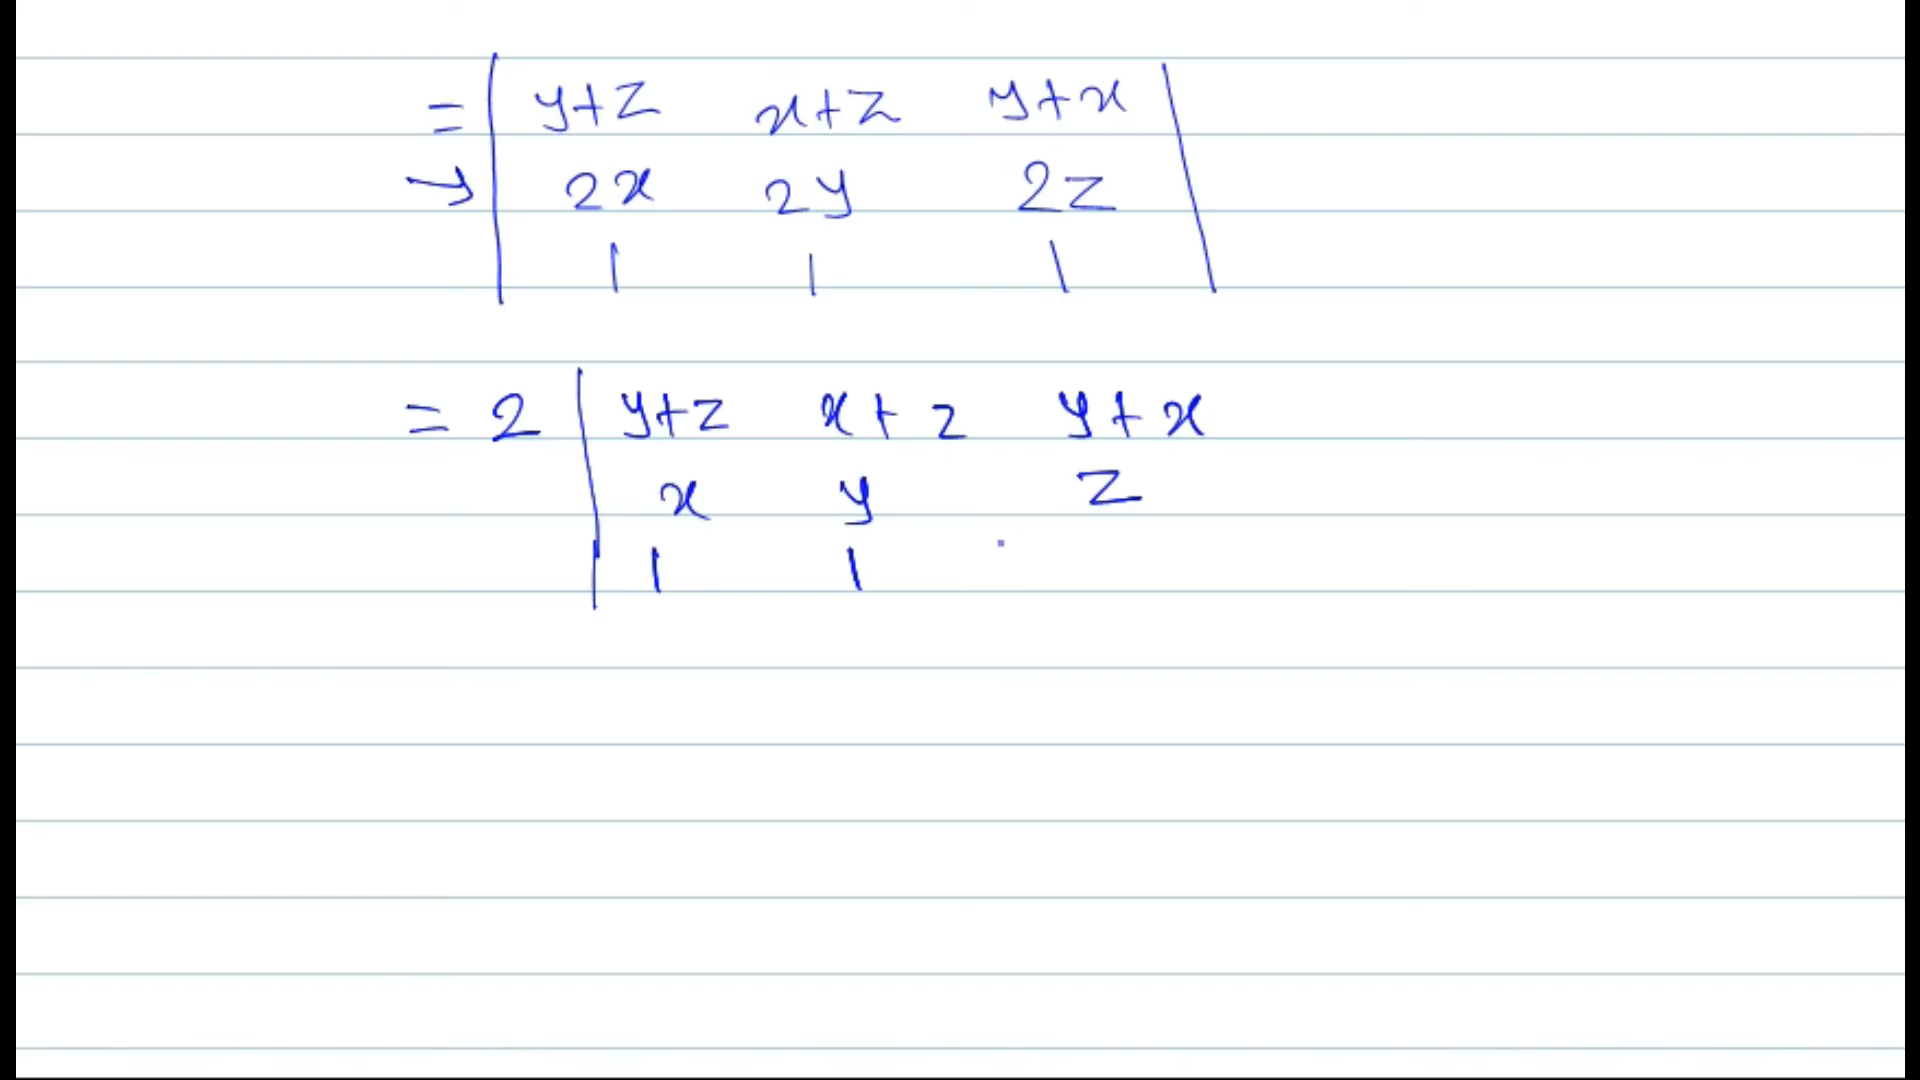 = | y+z x+z y+x |
→ | 2x 2y 2z |
| 1 1 1 |
= 2 | y+z x+z y+x
| x y z
| 1 1